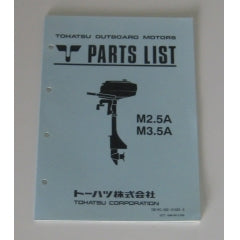 TOHATSU OUTBOARD MOTORS
PARTS LIST
M2.5A
M3.5A
トーハツ株式会社
TOHATSU CORPORATION